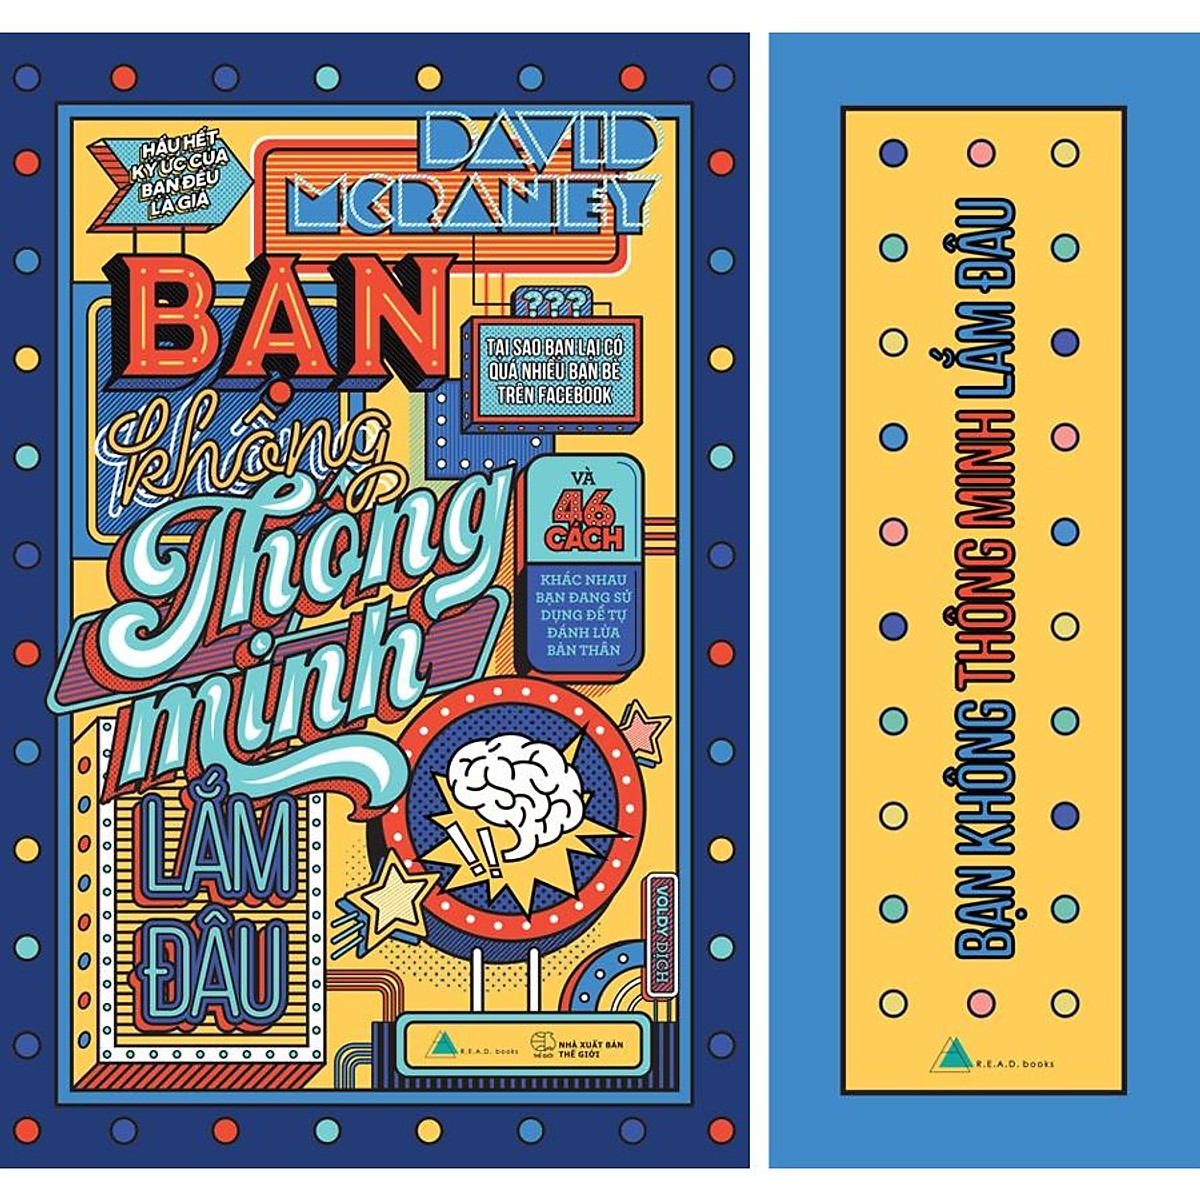 HẦU HẾT
KÝ ỨC CỦA
BẠN ĐỀU
LÀ GIẢ
DAVID
MCRANEY
BẠN
không
Thông
minh
LẮM
ĐÂU
???
TẠI SAO BẠN LẠI CÓ
QUÁ NHIỀU BẠN BÈ
TRÊN FACEBOOK
VÀ
46
CÁCH
KHÁC NHAU
BẠN ĐANG SỬ
DỤNG ĐỂ TỰ
ĐÁNH LỪA
BẢN THÂN
!!
VOLDY DỊCH
R.E.A.D. books
THẾ GIỚI
NHÀ XUẤT BẢN
THẾ GIỚI
BẠN KHÔNG THÔNG MINH LẮM ĐÂU
R.E.A.D. books